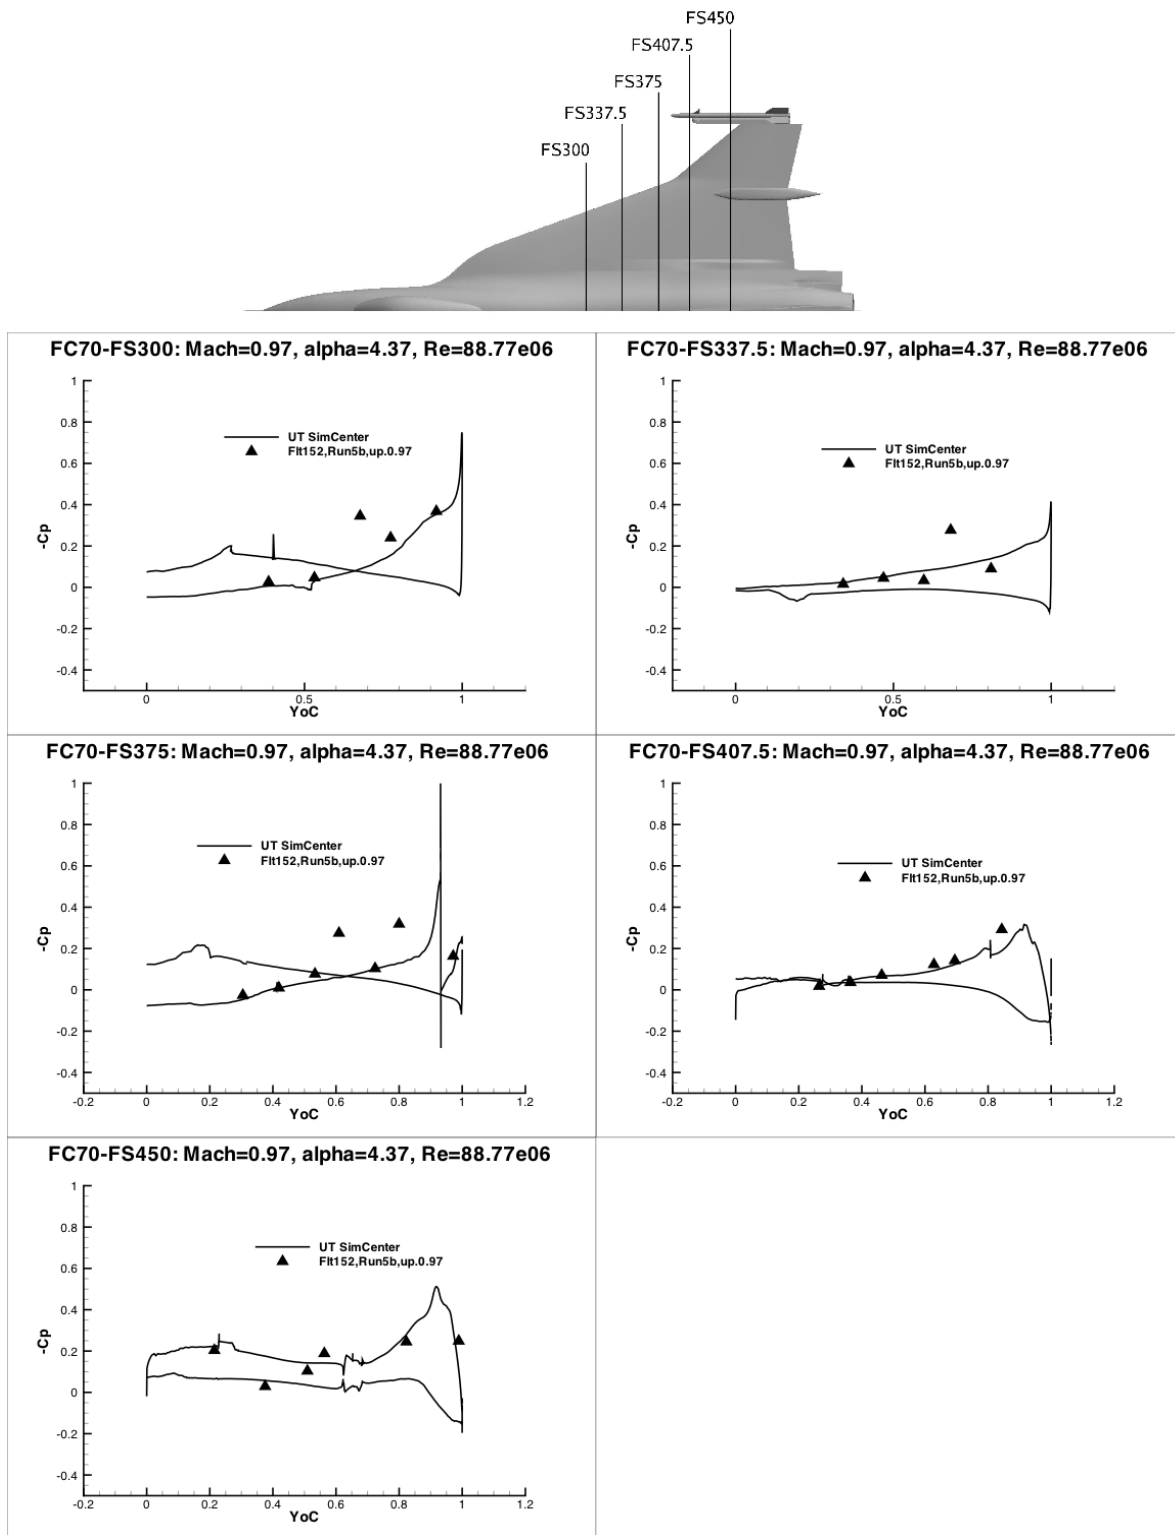 FS450
FS407.5
FS375
FS337.5
FS300
FC70-FS300: Mach=0.97, alpha=4.37, Re=88.77e06
1
0.8
0.6
0.4
0.2
0
-0.2
-0.4
-Cp
UT SimCenter
Flt152,Run5b,up.0.97
0 0.5 1
YoC
FC70-FS337.5: Mach=0.97, alpha=4.37, Re=88.77e06
1
0.8
0.6
0.4
0.2
0
-0.2
-0.4
-Cp
UT SimCenter
Flt152,Run5b,up.0.97
0 0.5 1
YoC
FC70-FS375: Mach=0.97, alpha=4.37, Re=88.77e06
1
0.8
0.6
0.4
0.2
0
-0.2
-0.4
-Cp
UT SimCenter
Flt152,Run5b,up.0.97
-0.2 0 0.2 0.4 0.6 0.8 1 1.2
YoC
FC70-FS407.5: Mach=0.97, alpha=4.37, Re=88.77e06
1
0.8
0.6
0.4
0.2
0
-0.2
-0.4
-Cp
UT SimCenter
Flt152,Run5b,up.0.97
-0.2 0 0.2 0.4 0.6 0.8 1 1.2
YoC
FC70-FS450: Mach=0.97, alpha=4.37, Re=88.77e06
1
0.8
0.6
0.4
0.2
0
-0.2
-0.4
-Cp
UT SimCenter
Flt152,Run5b,up.0.97
-0.2 0 0.2 0.4 0.6 0.8 1 1.2
YoC